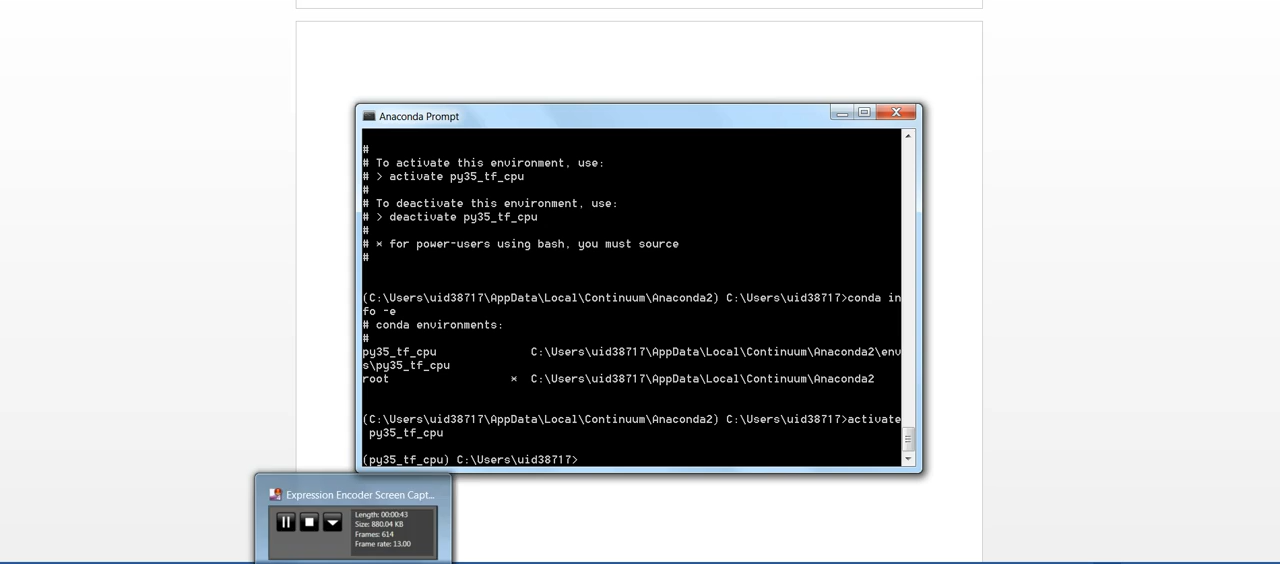 Anaconda Prompt
#
# To activate this environment, use:
# > activate py35_tf_cpu
#
# To deactivate this environment, use:
# > deactivate py35_tf_cpu
#
# * for power-users using bash, you must source
#
(C:\Users\uid38717\AppData\Local\Continuum\Anaconda2) C:\Users\uid38717>conda in
fo -e
# conda environments:
#
py35_tf_cpu C:\Users\uid38717\AppData\Local\Continuum\Anaconda2\env
s\py35_tf_cpu
root * C:\Users\uid38717\AppData\Local\Continuum\Anaconda2
(C:\Users\uid38717\AppData\Local\Continuum\Anaconda2) C:\Users\uid38717>activate
py35_tf_cpu
(py35_tf_cpu) C:\Users\uid38717>
Expression Encoder Screen Capt...
Length: 00:00:43
Size: 880.04 KB
Frames: 614
Frame rate: 13.00